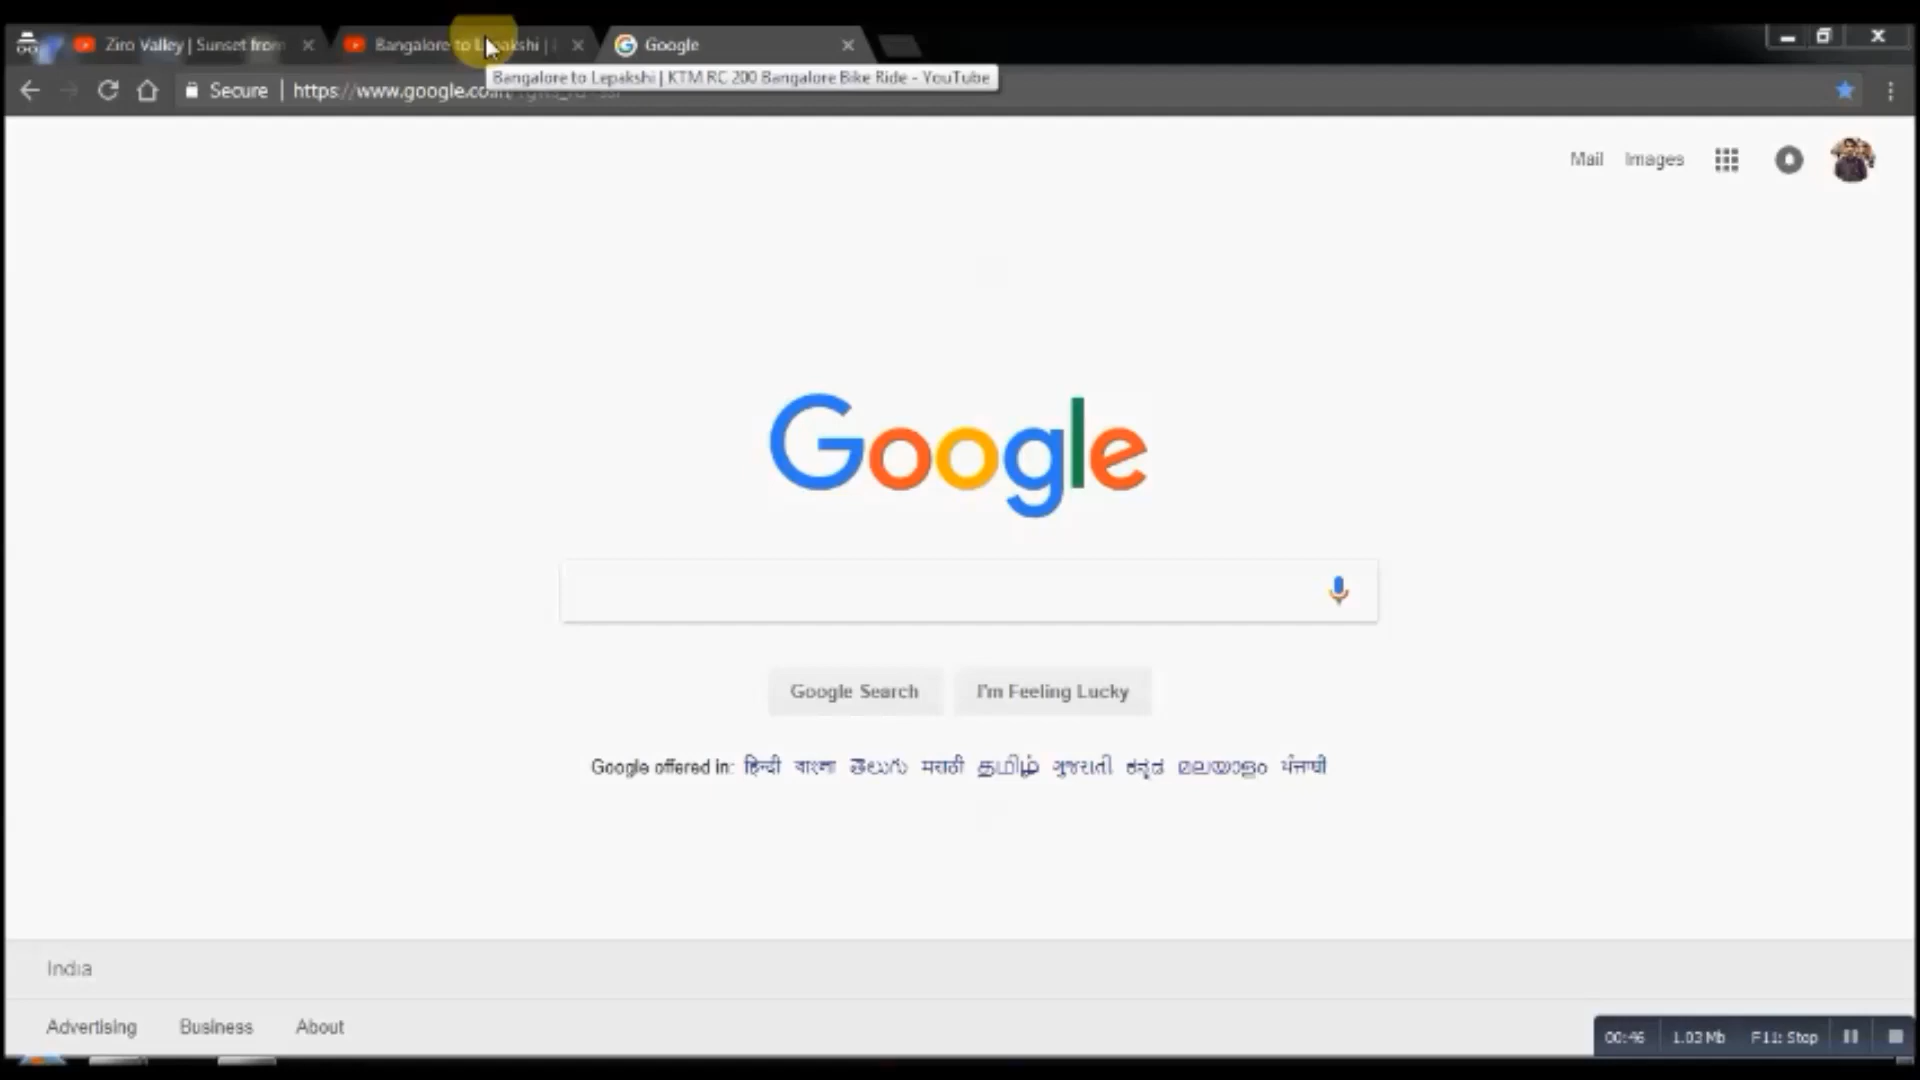 Ziro Valley | Sunset from
Bangalore to Lepakshi |
Google
Bangalore to Lepakshi | KTM RC 200 Bangalore Bike Ride - YouTube
Secure | https://www.google.co
Mail Images
Google
Google Search I'm Feeling Lucky
Google offered in: हिन्दी বাংলা తెలుగు मराठी தமிழ் ગુજરાતી ಕನ್ನಡ മലയാളം ਪੰਜਾਬੀ
India
Advertising Business About
00:46 1.03 Mb F11: Stop